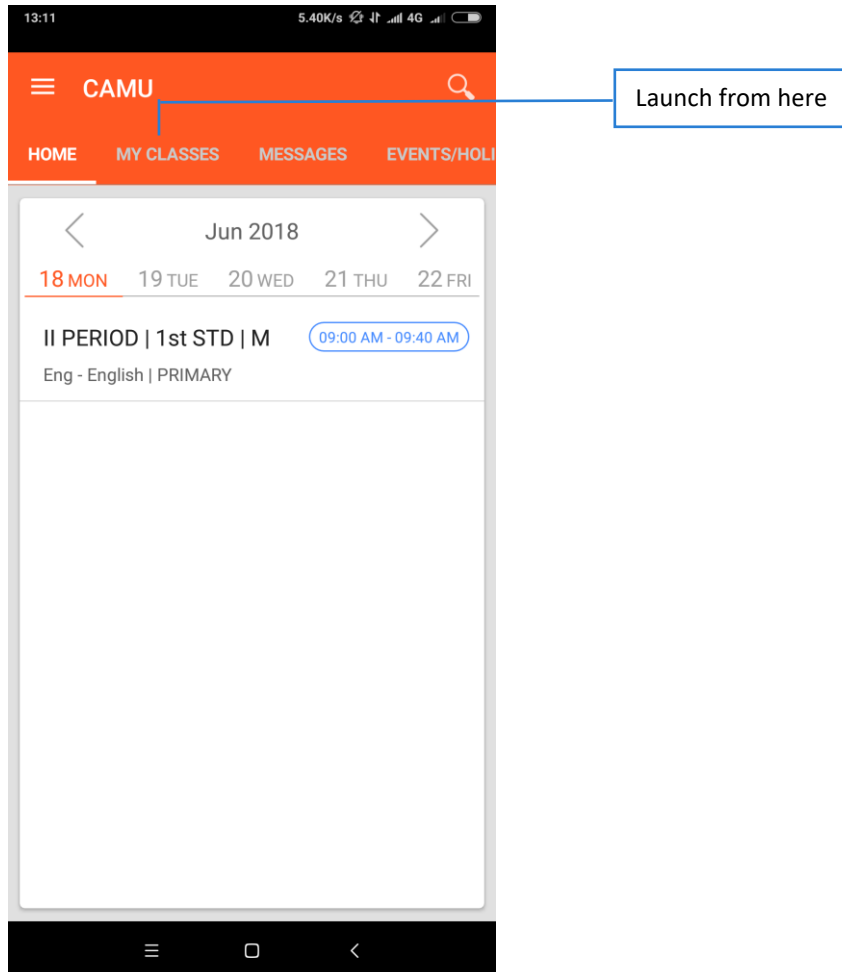 13:11 5.40K/s 4G
CAMU
Launch from here
HOME MY CLASSES MESSAGES EVENTS/HOLI
Jun 2018
18 MON 19 TUE 20 WED 21 THU 22 FRI
II PERIOD | 1st STD | M 09:00 AM - 09:40 AM
Eng - English | PRIMARY